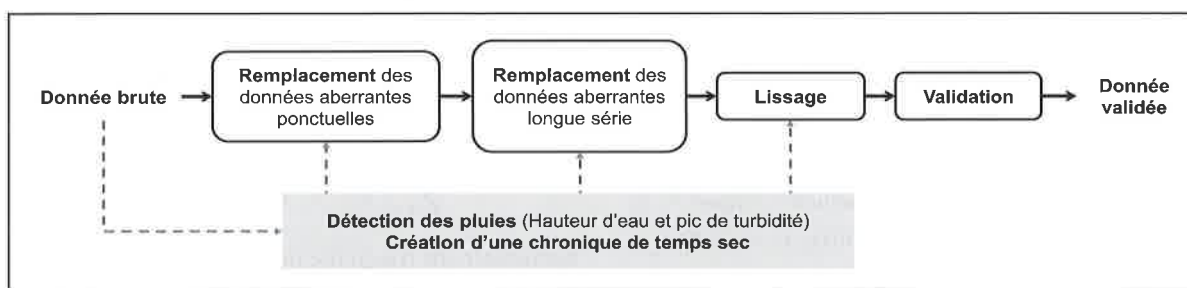 Donnée brute
Remplacement des
données aberrantes
ponctuelles
Remplacement des
données aberrantes
longue série
Lissage
Validation
Donnée
validée
Détection des pluies (Hauteur d'eau et pic de turbidité)
Création d'une chronique de temps sec